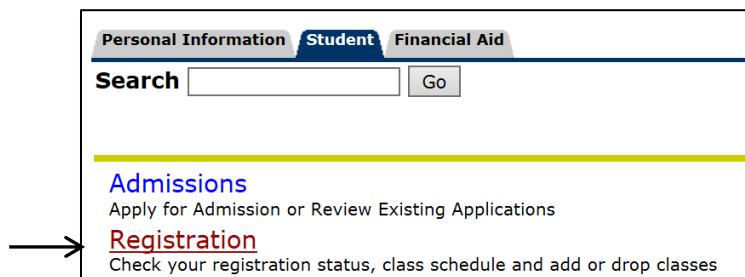 Personal Information Student Financial Aid
Search Go
Admissions
Apply for Admission or Review Existing Applications
Registration
Check your registration status, class schedule and add or drop classes